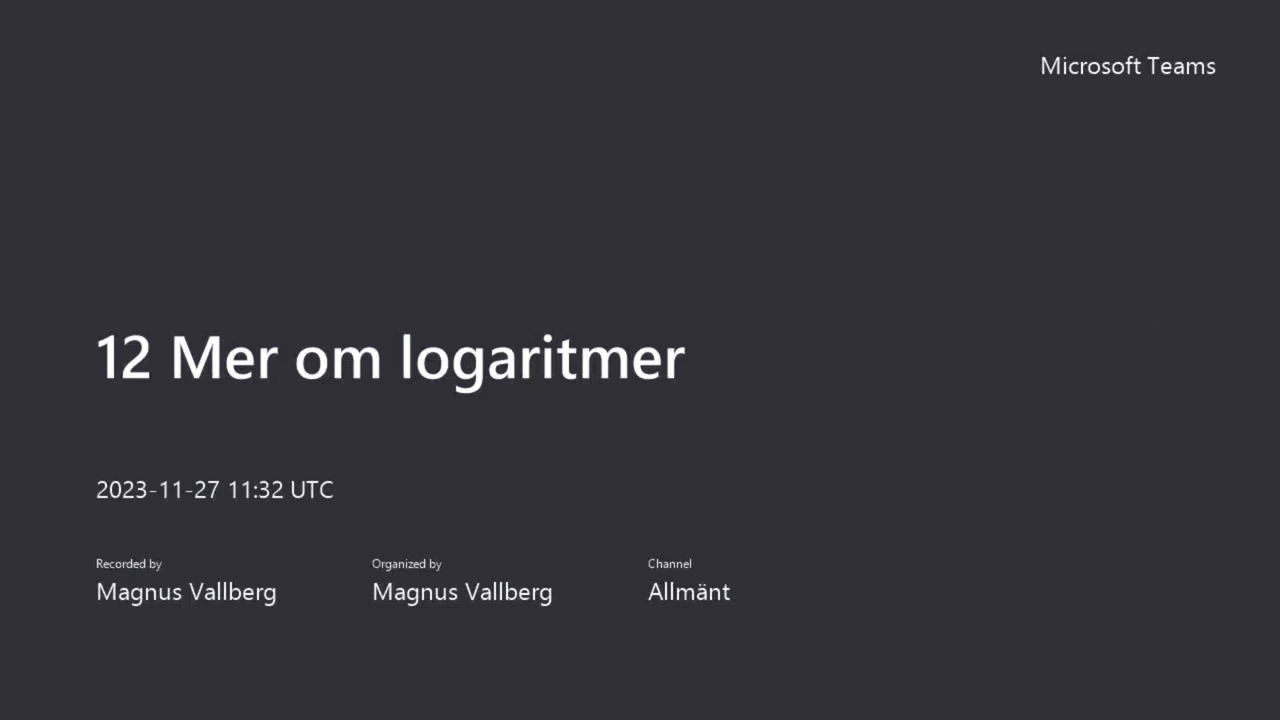 Microsoft Teams
12 Mer om logaritmer
2023-11-27 11:32 UTC
Recorded by
Magnus Vallberg
Organized by
Magnus Vallberg
Channel
Allmänt